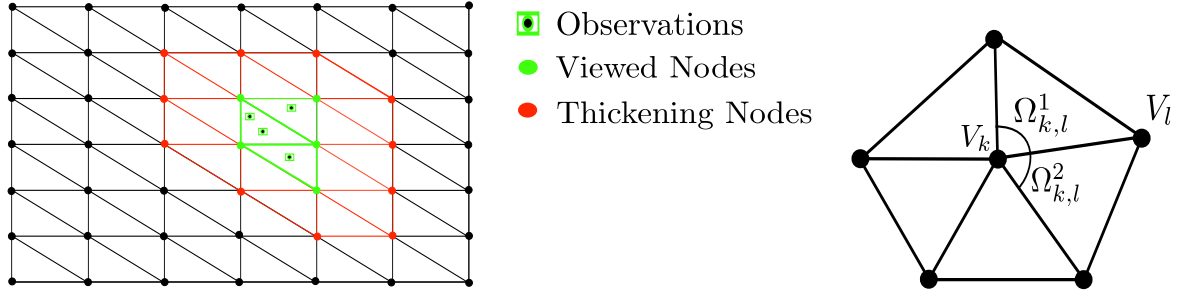 Observations
Viewed Nodes
Thickening Nodes
V_l
Ω^1_{k,l}
V_k
Ω^2_{k,l}